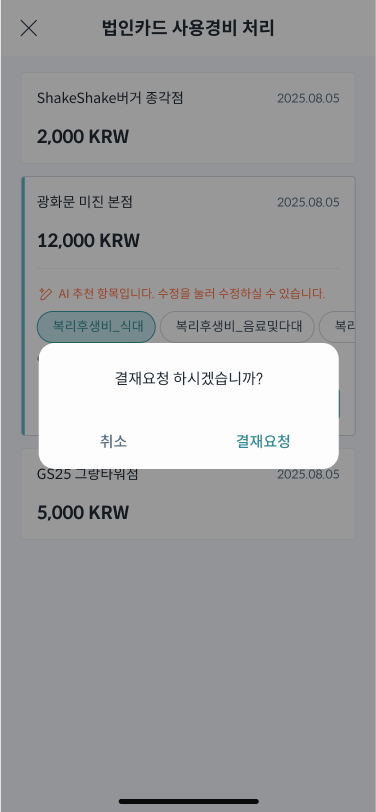 법인카드 사용경비 처리
ShakeShake버거 종각점 2025.08.05
2,000 KRW
광화문 미진 본점 2025.08.05
12,000 KRW
AI 추천 항목입니다. 수정을 눌러 수정하실 수 있습니다.
복리후생비_식대 복리후생비_음료및다대 복리
결재요청 하시겠습니까?
취소 결재요청
GS25 그랑타워점 2025.08.05
5,000 KRW